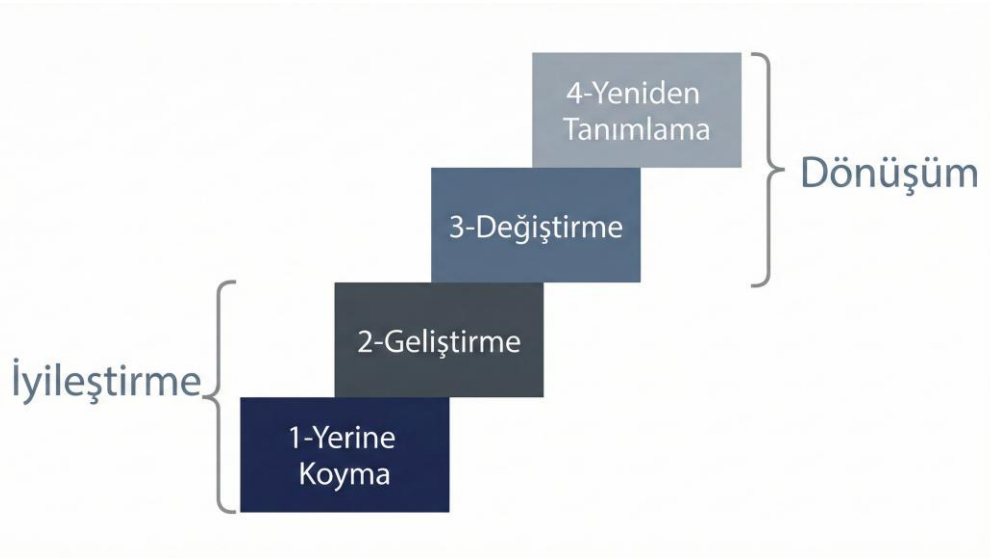 4-Yeniden
Tanımlama
Dönüşüm
3-Değiştirme
2-Geliştirme
İyileştirme
1-Yerine
Koyma